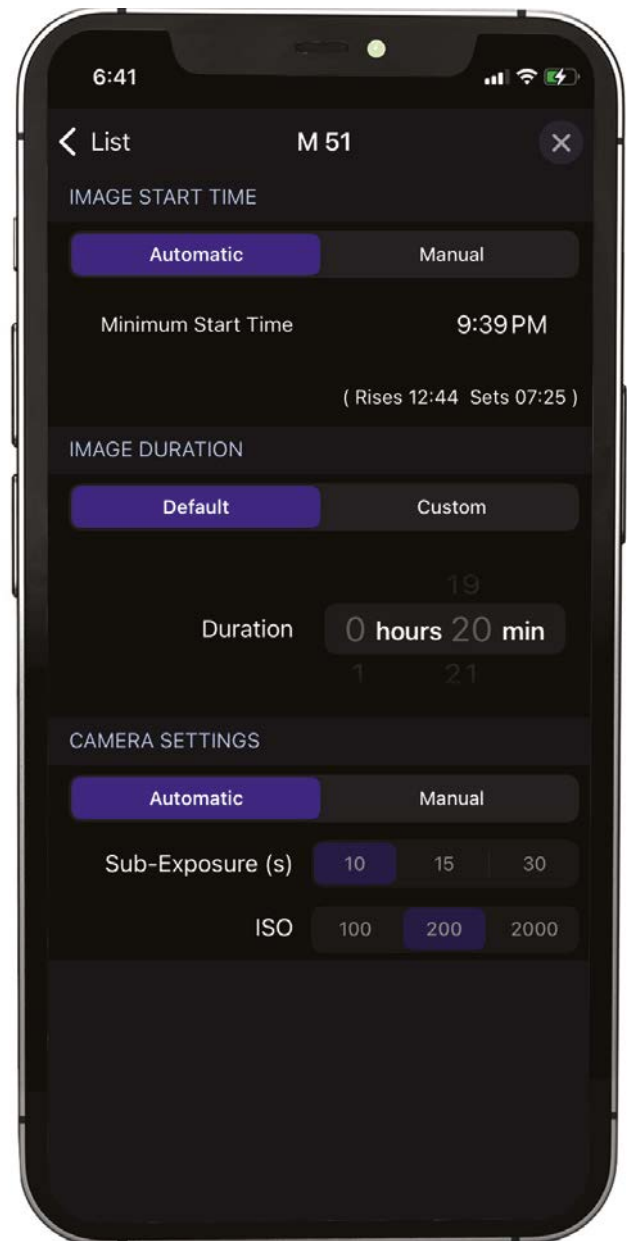 6:41
List M 51
IMAGE START TIME
Automatic Manual
Minimum Start Time 9:39 PM
( Rises 12:44 Sets 07:25 )
IMAGE DURATION
Default Custom
19
Duration 0 hours 20 min
1 21
CAMERA SETTINGS
Automatic Manual
Sub-Exposure (s) 10 15 30
ISO 100 200 2000